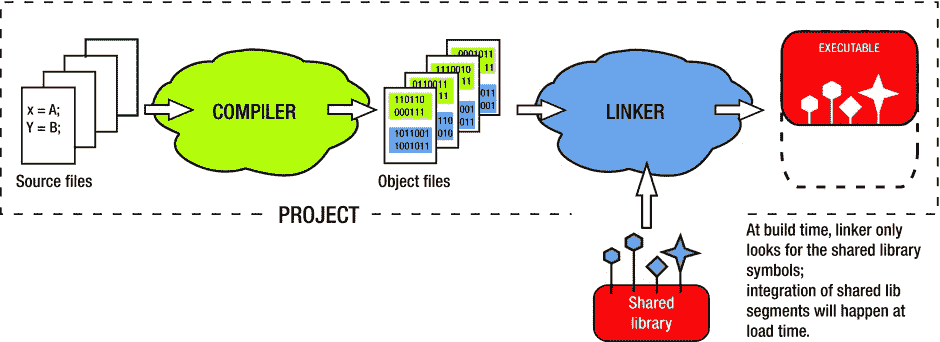 x = A;
Y = B;
Source files
COMPILER
110110
000111
1011001
1001011
0110011
11
110
010
1110010
11
001
011
0001011
11
001
011
Object files
LINKER
EXECUTABLE
PROJECT
Shared
library
At build time, linker only
looks for the shared library
symbols;
integration of shared lib
segments will happen at
load time.